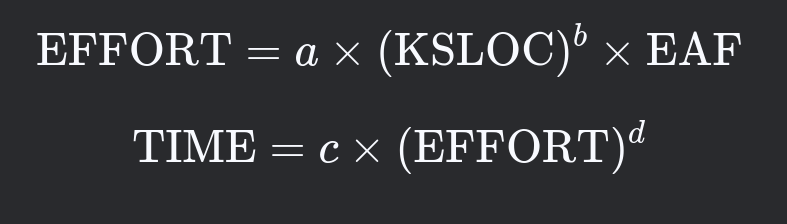 EFFORT = a × (KSLOC)^b × EAF
TIME = c × (EFFORT)^d